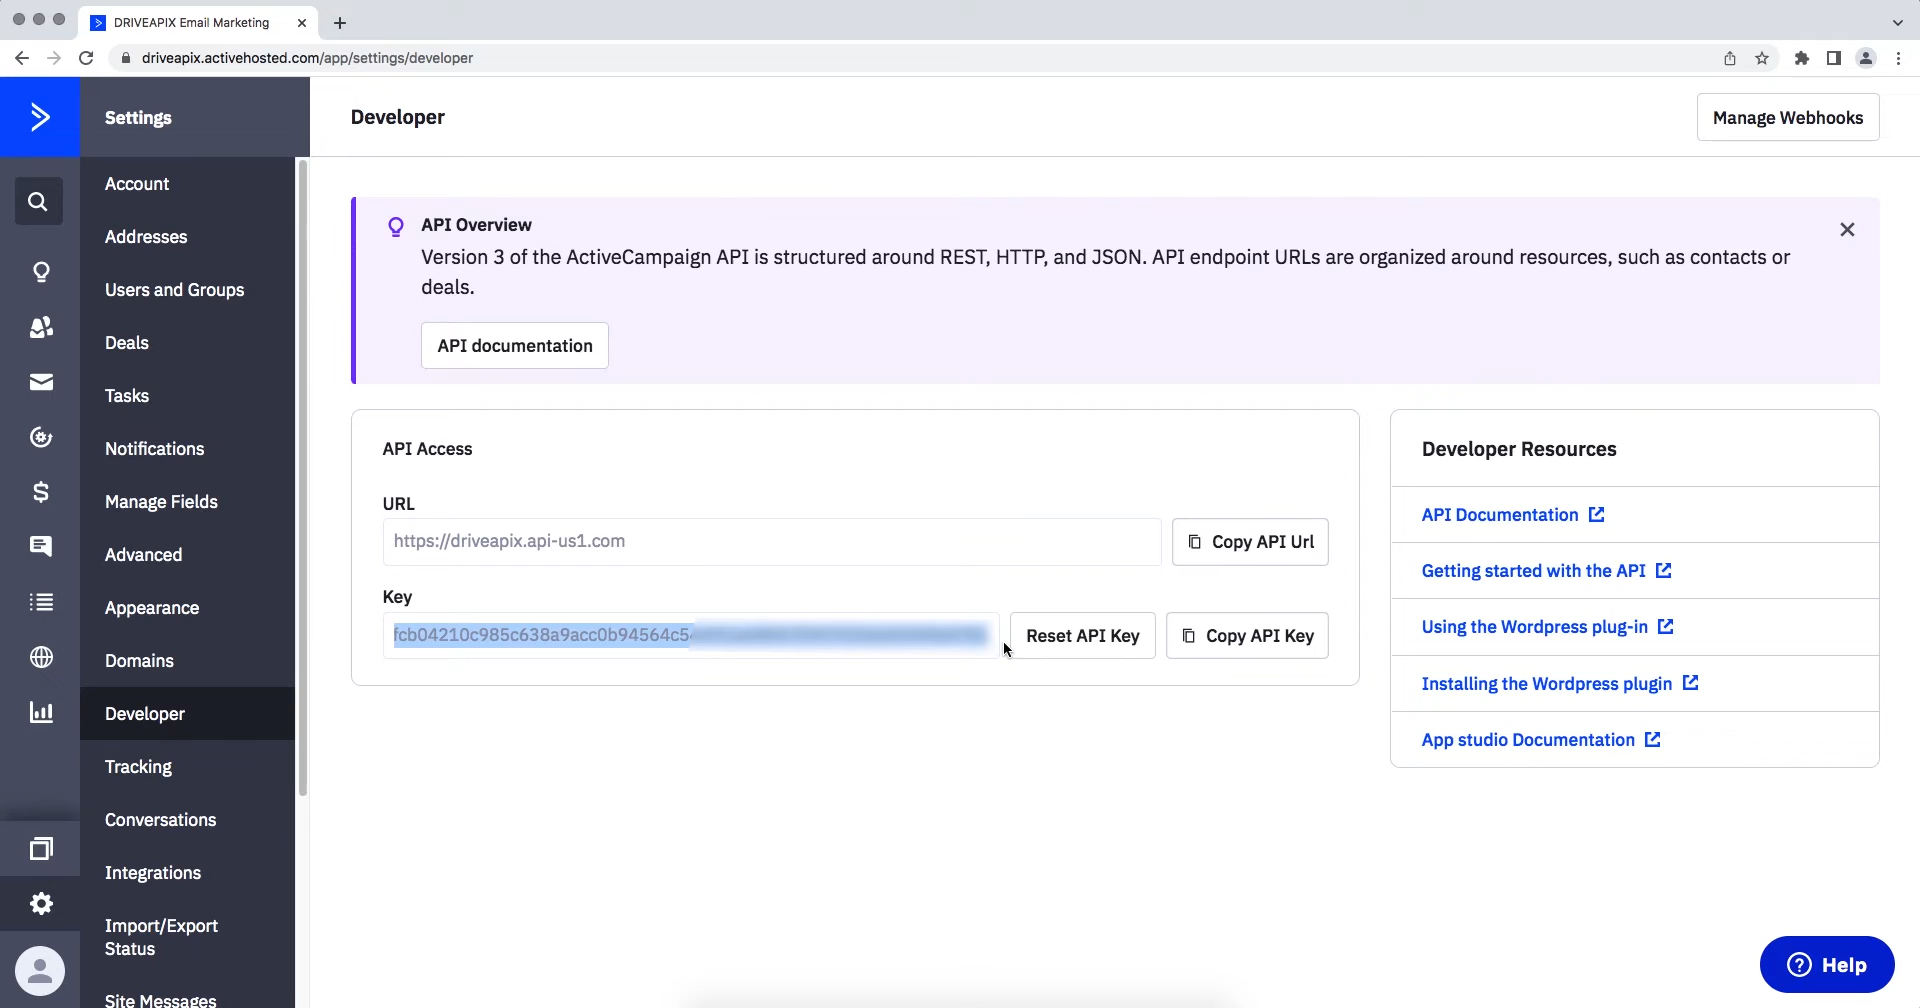 DRIVEAPIX Email Marketing
driveapix.activehosted.com/app/settings/developer
Settings
Account
Addresses
Users and Groups
Deals
Tasks
Notifications
Manage Fields
Advanced
Appearance
Domains
Developer
Tracking
Conversations
Integrations
Import/Export
Status
Site Messages
Developer
Manage Webhooks
API Overview
Version 3 of the ActiveCampaign API is structured around REST, HTTP, and JSON. API endpoint URLs are organized around resources, such as contacts or
deals.
API documentation
API Access
URL
https://driveapix.api-us1.com
Copy API Url
Key
fcb04210c985c638a9acc0b94564c5
Reset API Key
Copy API Key
Developer Resources
API Documentation
Getting started with the API
Using the Wordpress plug-in
Installing the Wordpress plugin
App studio Documentation
Help